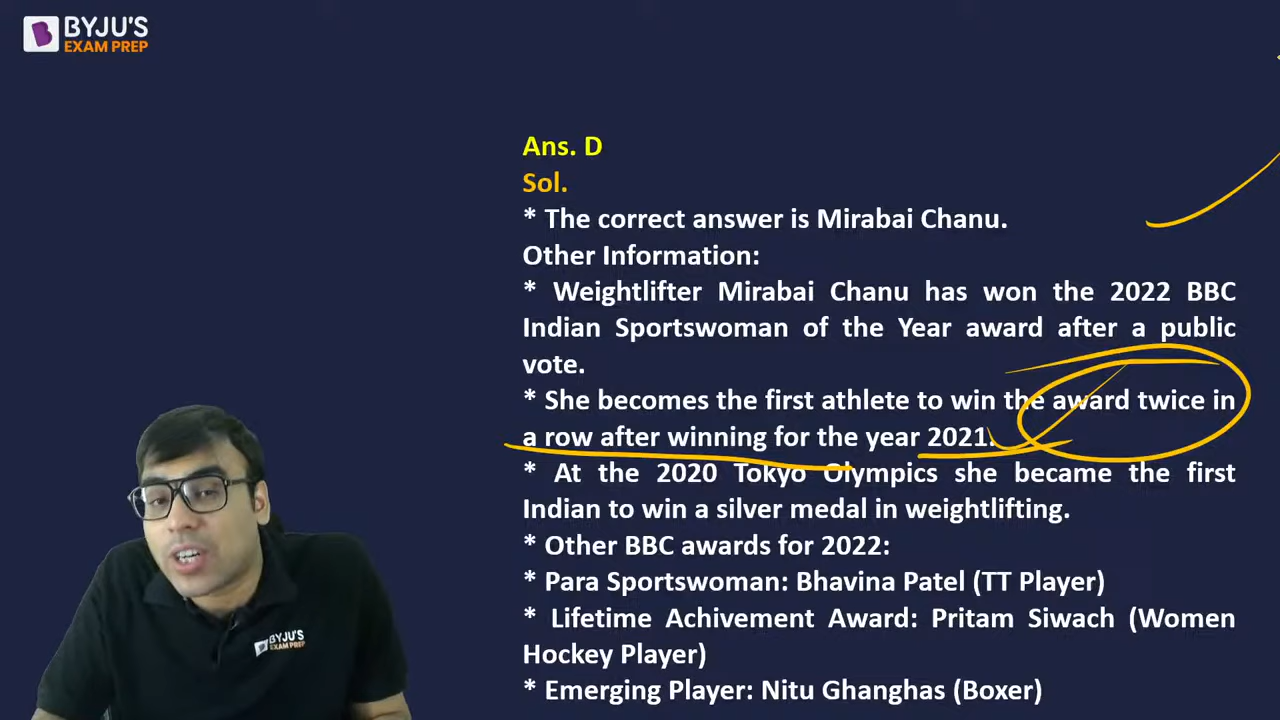 BYJU'S
EXAM PREP
Ans. D
Sol.
* The correct answer is Mirabai Chanu.
Other Information:
* Weightlifter Mirabai Chanu has won the 2022 BBC
Indian Sportswoman of the Year award after a public
vote.
* She becomes the first athlete to win the award twice in
a row after winning for the year 2021.
* At the 2020 Tokyo Olympics she became the first
Indian to win a silver medal in weightlifting.
* Other BBC awards for 2022:
* Para Sportswoman: Bhavina Patel (TT Player)
* Lifetime Achivement Award: Pritam Siwach (Women
Hockey Player)
* Emerging Player: Nitu Ghanghas (Boxer)
BYJU'S
EXAM PREP